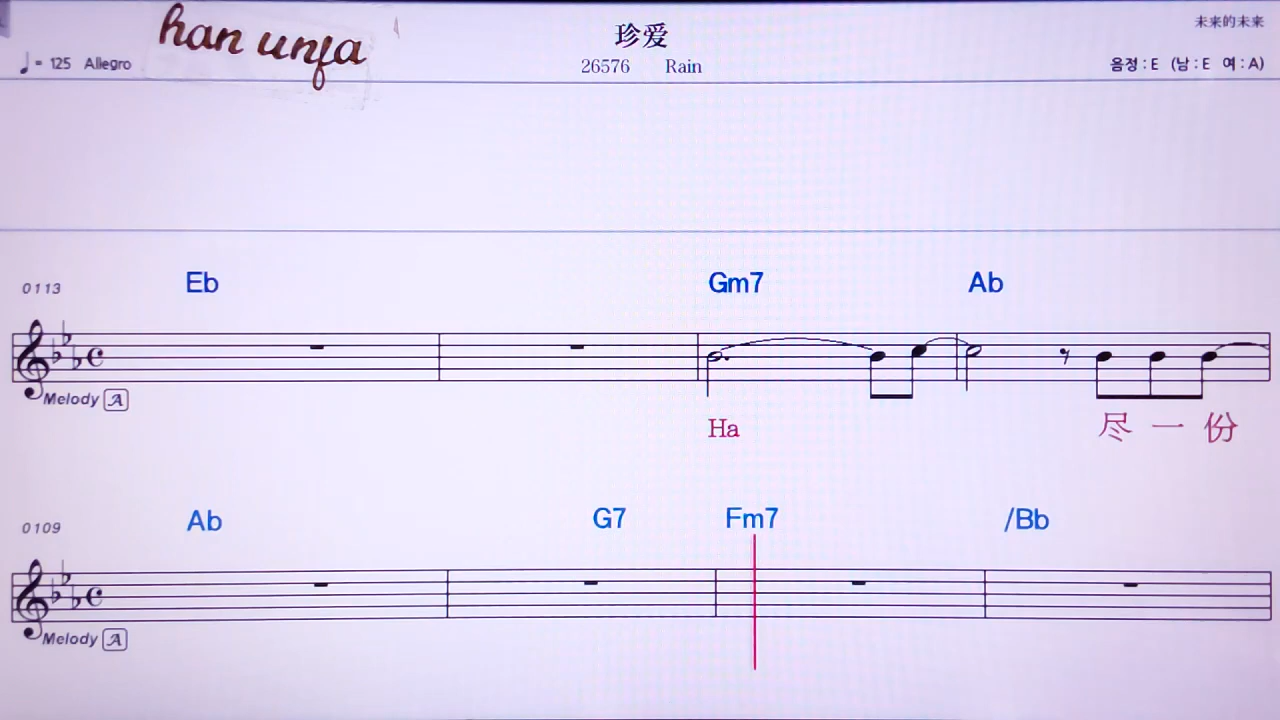 han unfa
珍爱
未来的未来
♩= 125 Allegro
26576 Rain
음정 : E (남 : E 여 : A)
0113 Eb Gm7 Ab
Melody A
Ha 尽 一 份
0109 Ab G7 Fm7 /Bb
Melody A